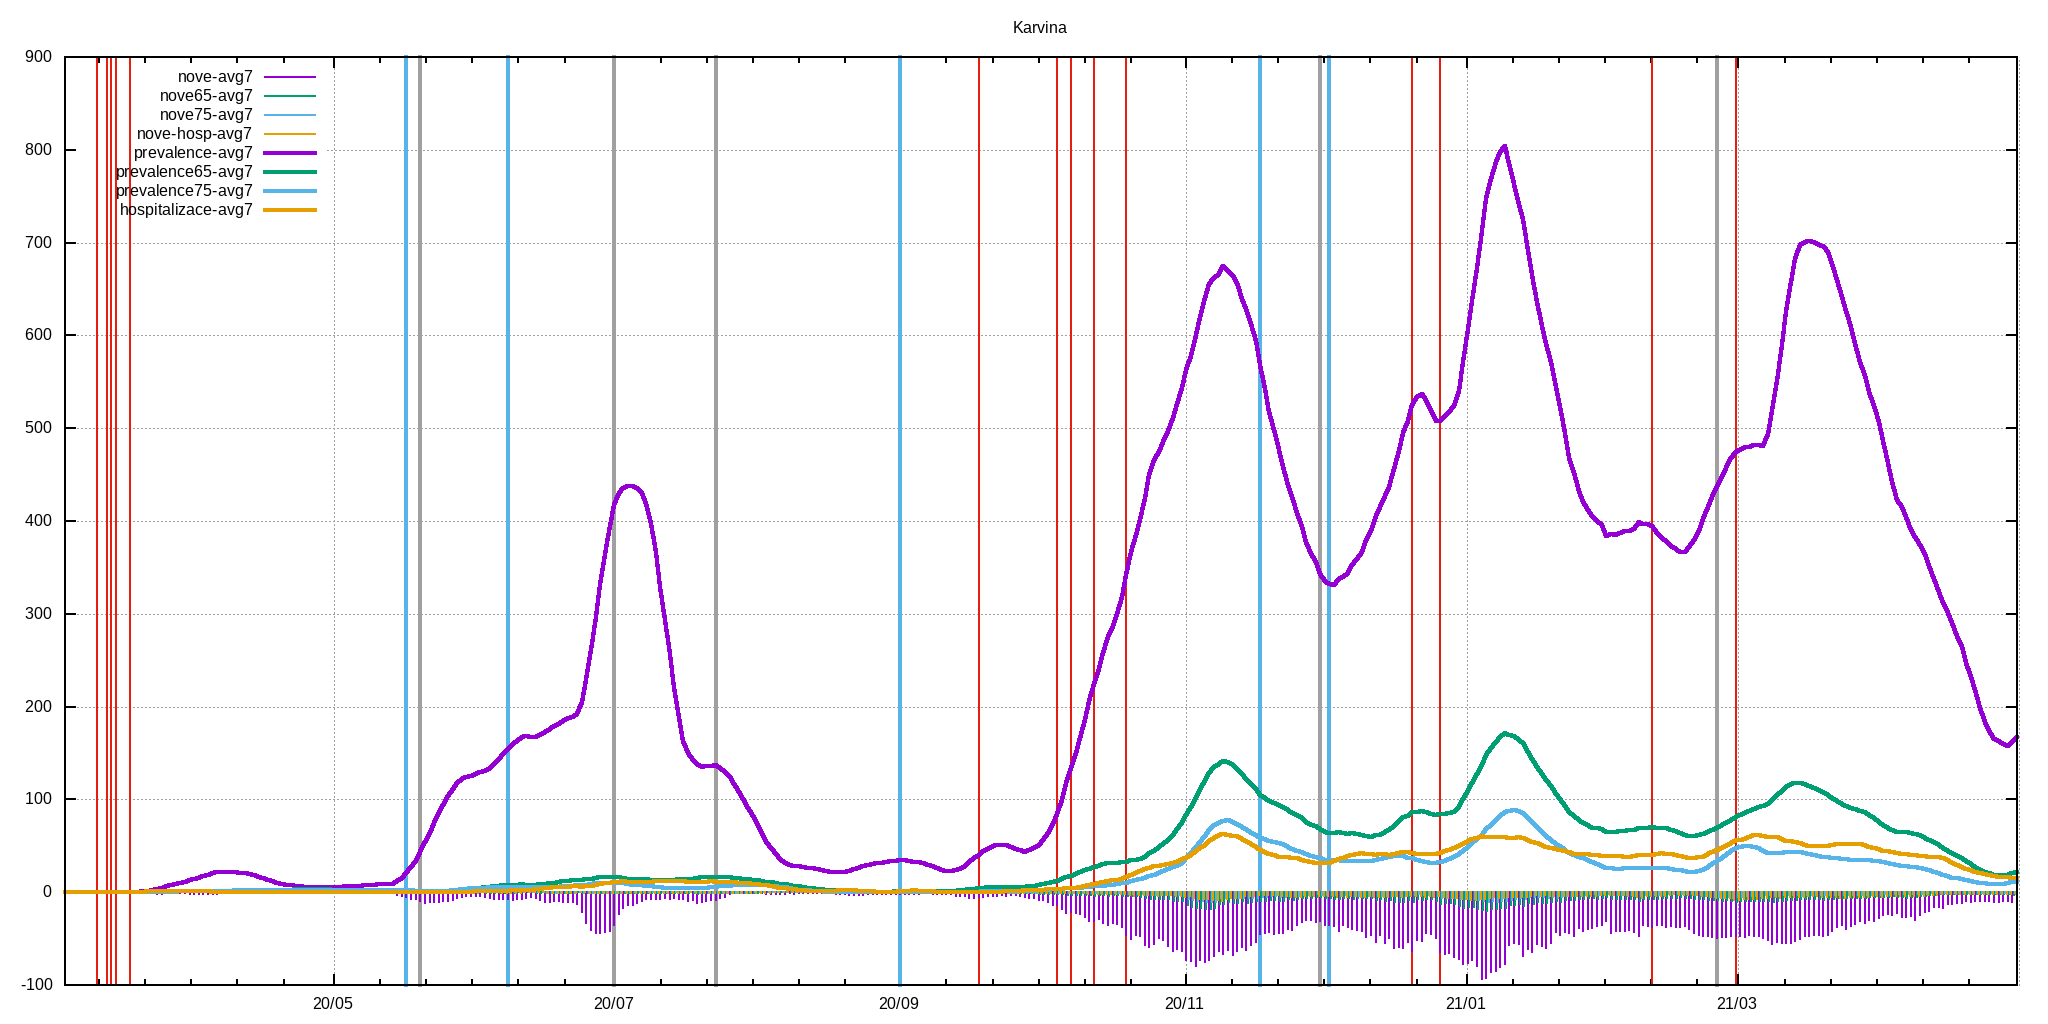 Karvina
900
800
700
600
500
400
300
200
100
0
-100
nove-avg7
nove65-avg7
nove75-avg7
nove-hosp-avg7
prevalence-avg7
prevalence65-avg7
prevalence75-avg7
hospitalizace-avg7
20/05
20/07
20/09
20/11
21/01
21/03